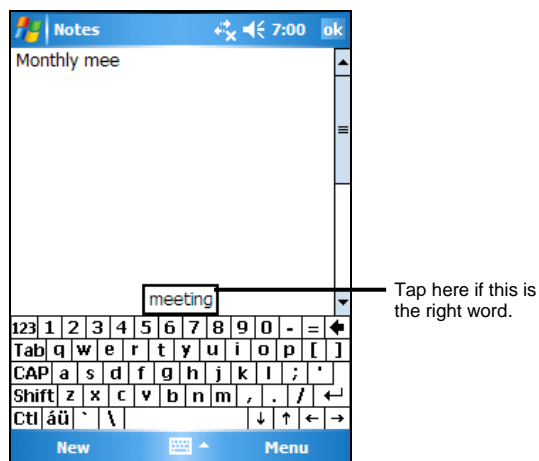 Notes 7:00 ok
Monthly mee
meeting
Tap here if this is
the right word.
123 1 2 3 4 5 6 7 8 9 0 - =
Tab q w e r t y u i o p [ ]
CAP a s d f g h j k l ; '
Shift z x c v b n m , . /
Ctl áü ` \ ↓ ↑ ← →
New Menu